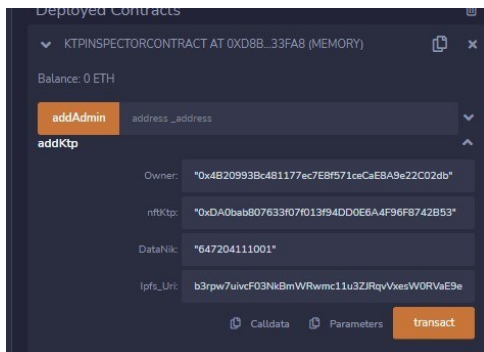 Deployed Contracts
KTPINSPECTORCONTRACT AT 0XD8B...33FA8 (MEMORY)
Balance: 0 ETH
addAdmin address _address
addKtp
Owner: "0x4B20993Bc481177ec7E8f571ceCaE8A9e22C02db"
nftKtp: "0xDA0bab807633f07f013f94DD0E6A4F96F8742B53"
DataNik: "647204111001"
Ipfs_Uri: b3rpw7uivcF03NkBmWRwmc11u3ZJRqvVxesW0RVaE9e
Calldata Parameters transact